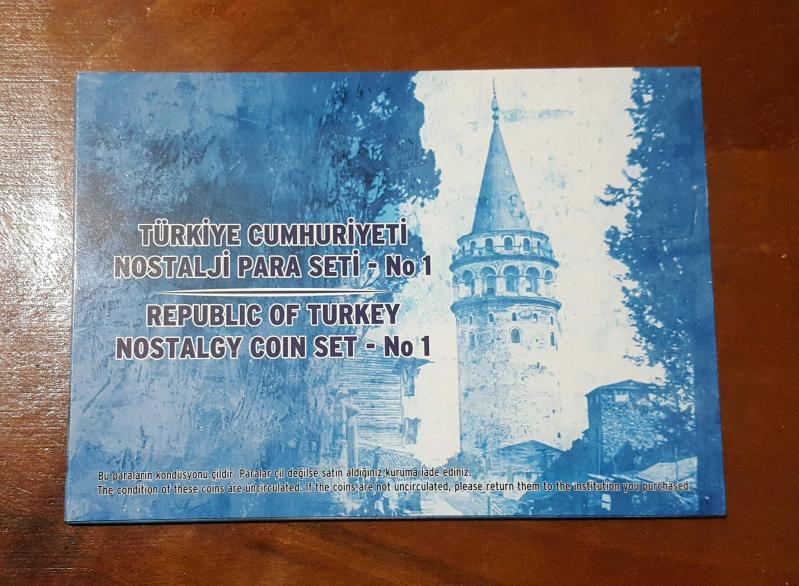 TÜRKİYE CUMHURİYETİ
NOSTALJİ PARA SETİ - No 1
REPUBLIC OF TURKEY
NOSTALGY COIN SET - No 1
Bu paraların kondüsyonu çildir. Paralar çil değilse satın aldığınız kuruma iade ediniz.
The condition of these coins are uncirculated. If the coins are not uncirculated, please return them to the institution you purchased.